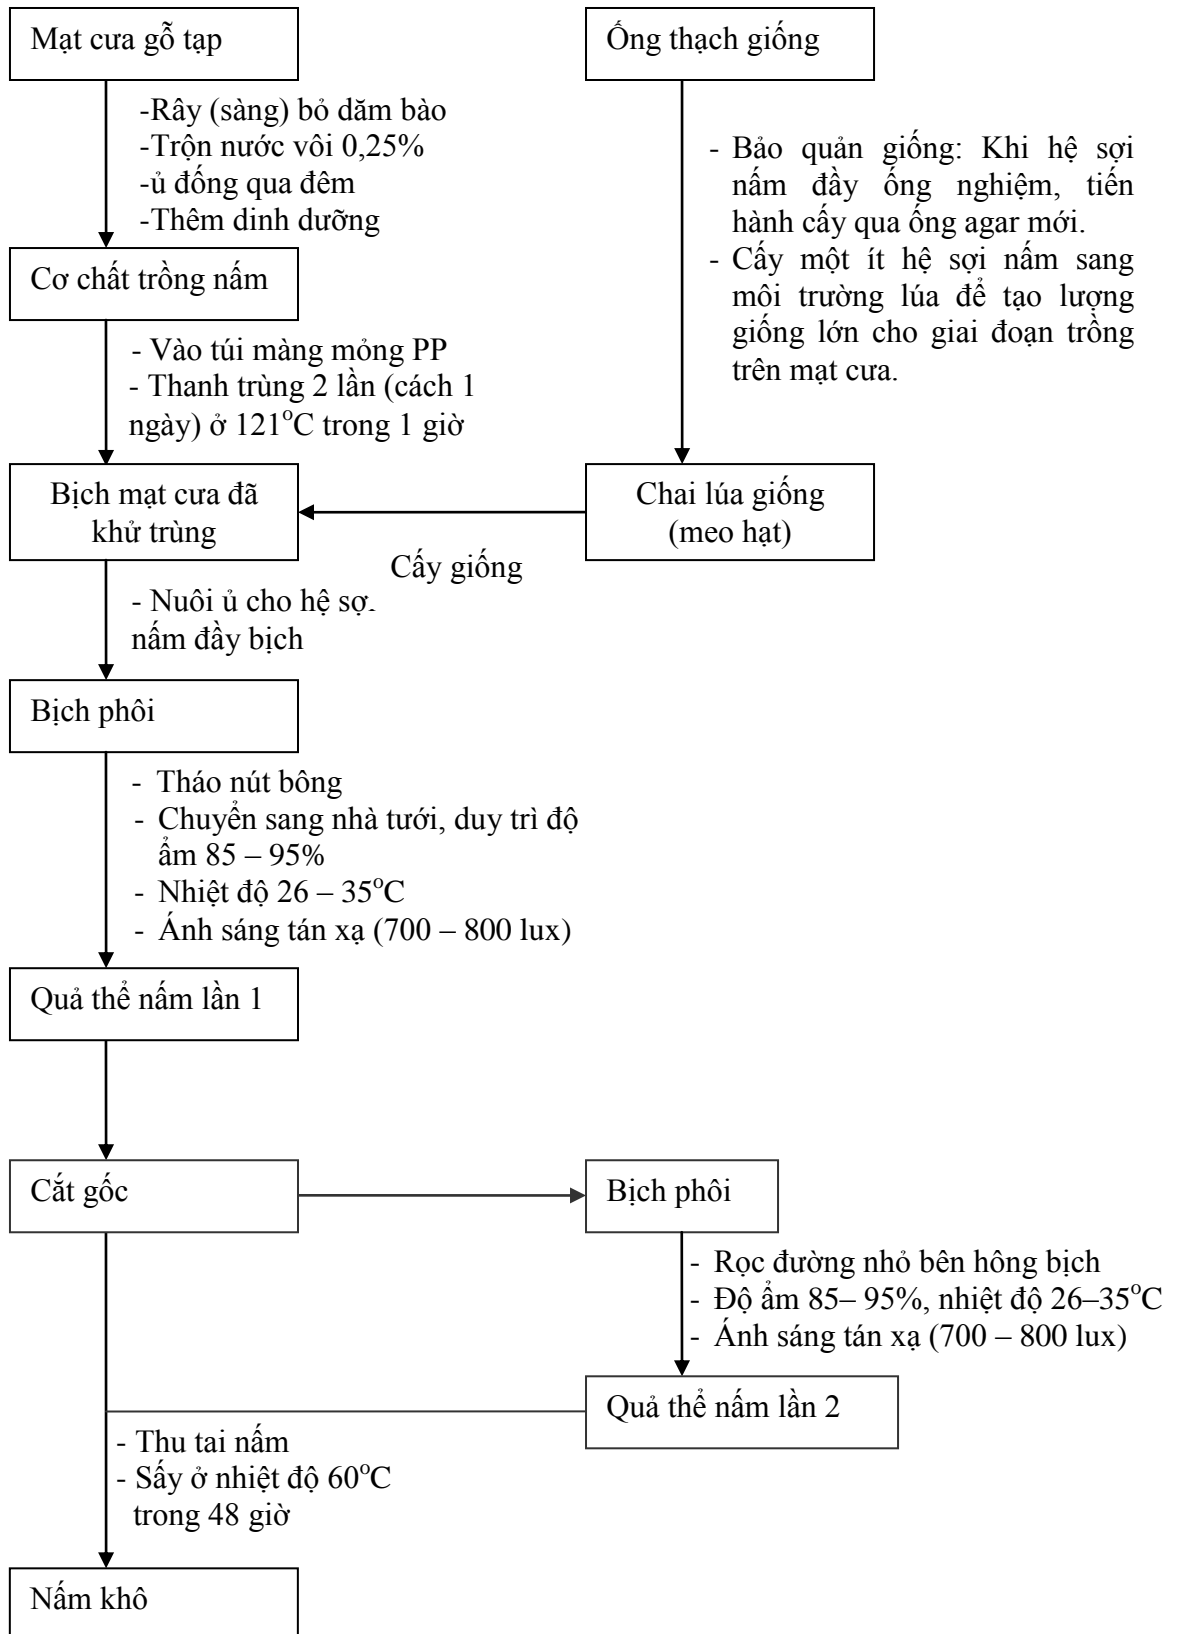 Mạt cưa gỗ tạp
Ống thạch giống
-Rây (sàng) bỏ dăm bào
-Trộn nước vôi 0,25%
-ủ đống qua đêm
-Thêm dinh dưỡng
- Bảo quản giống: Khi hệ sợi
nấm đầy ống nghiệm, tiến
hành cấy qua ống agar mới.
- Cấy một ít hệ sợi nấm sang
môi trường lúa để tạo lượng
giống lớn cho giai đoạn trồng
trên mạt cưa.
Cơ chất trồng nấm
- Vào túi màng mỏng PP
- Thanh trùng 2 lần (cách 1
ngày) ở 121°C trong 1 giờ
Bịch mạt cưa đã
khử trùng
Chai lúa giống
(meo hạt)
Cấy giống
- Nuôi ủ cho hệ sợi
nấm đầy bịch
Bịch phôi
- Tháo nút bông
- Chuyển sang nhà tưới, duy trì độ
ẩm 85 – 95%
- Nhiệt độ 26 – 35°C
- Ánh sáng tán xạ (700 – 800 lux)
Quả thể nấm lần 1
Cắt gốc
Bịch phôi
- Rọc đường nhỏ bên hông bịch
- Độ ẩm 85– 95%, nhiệt độ 26–35°C
- Ánh sáng tán xạ (700 – 800 lux)
Quả thể nấm lần 2
- Thu tai nấm
- Sấy ở nhiệt độ 60°C
trong 48 giờ
Nấm khô